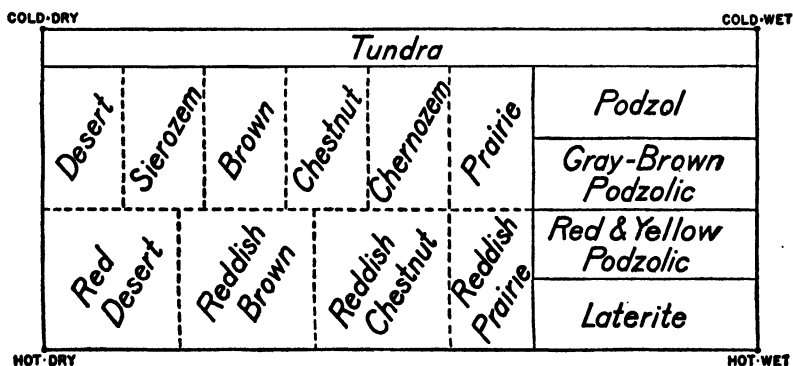 COLD-DRY
COLD-WET
Tundra
Desert
Sierozem
Brown
Chestnut
Chernozem
Prairie
Podzol
Gray-Brown
Podzolic
Red
Desert
Reddish
Brown
Reddish
Chestnut
Reddish
Prairie
Red & Yellow
Podzolic
Laterite
HOT-DRY
HOT-WET